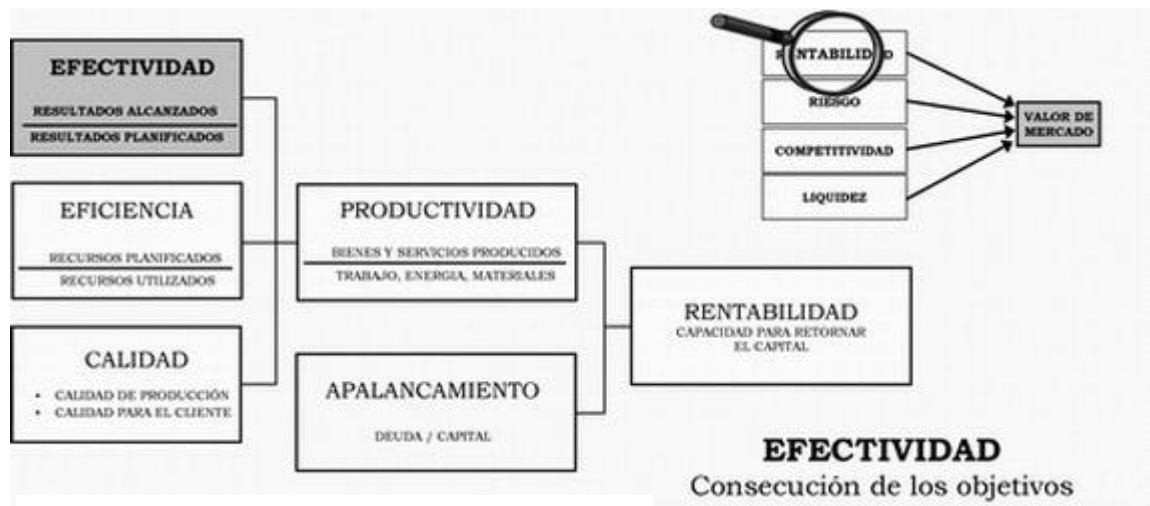 EFECTIVIDAD
RESULTADOS ALCANZADOS
RESULTADOS PLANIFICADOS
EFICIENCIA
RECURSOS PLANIFICADOS
RECURSOS UTILIZADOS
CALIDAD
• CALIDAD DE PRODUCCIÓN
• CALIDAD PARA EL CLIENTE
PRODUCTIVIDAD
BIENES Y SERVICIOS PRODUCIDOS
TRABAJO, ENERGIA, MATERIALES
APALANCAMIENTO
DEUDA / CAPITAL
RENTABILIDAD
CAPACIDAD PARA RETORNAR
EL CAPITAL
RENTABILIDAD
RIESGO
COMPETITIVIDAD
LIQUIDEZ
VALOR DE
MERCADO
EFECTIVIDAD
Consecución de los objetivos